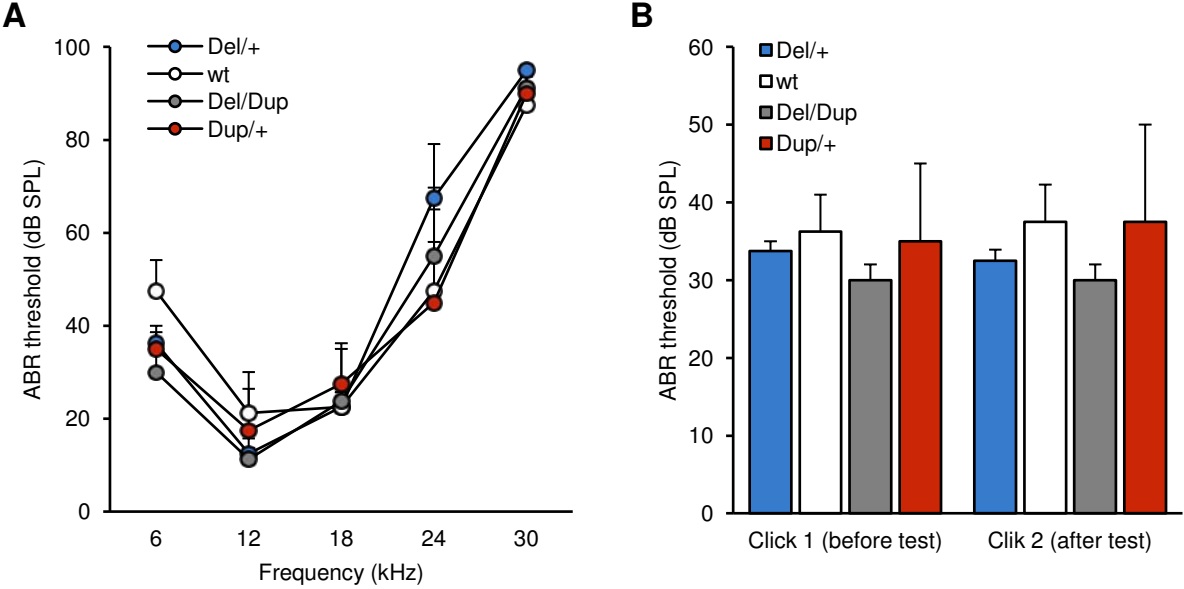 A
Del/+
wt
Del/Dup
Dup/+
ABR threshold (dB SPL)
100
80
60
40
20
0
6 12 18 24 30
Frequency (kHz)
B
Del/+
wt
Del/Dup
Dup/+
ABR threshold (dB SPL)
60
50
40
30
20
10
0
Click 1 (before test) Clik 2 (after test)